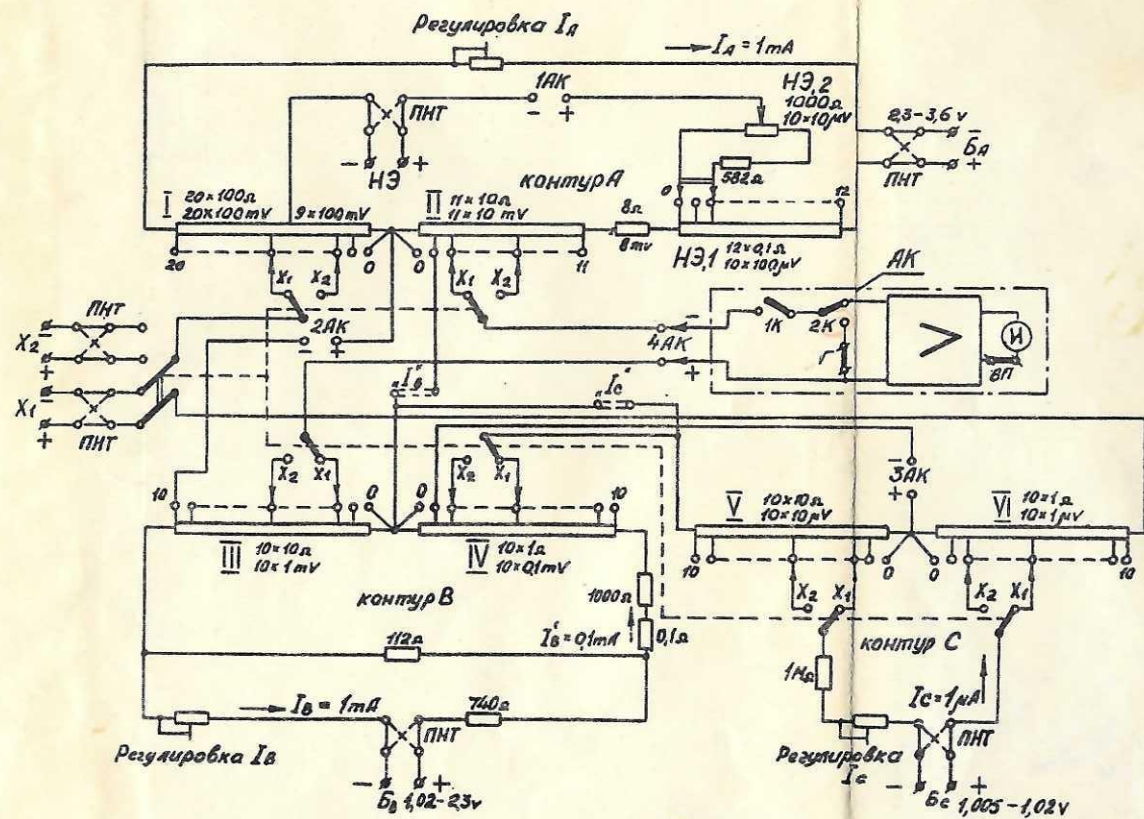 Регулировка IА
IА = 1mA
1АК
- +
ПНТ
- +
НЭ
НЭ,2
1000Ω
10×10μV
582Ω
2,3-3,6v
-
БА
+
ПНТ
I
20×100Ω
20×100mV
9×100mV
контур А
II
11×10Ω
11×10 mV
8Ω
8mv
0
12
НЭ,1
12×0,1Ω
10×100μV
20
0
0
11
X1
X2
X1
X2
АК
ПНТ
X2
-
+
X1
-
+
ПНТ
2АК
- +
-
4АК
+
1К
2К
Г
>
И
ВП
„IВ"
„IС"
X2
X1
X2
X1
-
3АК
+
10
0
0
10
III
10×10Ω
10×1mV
IV
10×1Ω
10×0,1mV
V
10×10Ω
10×10μV
VI
10×1Ω
10×1μV
10
0
0
10
X2
X1
X2
X1
контур В
1000Ω
IВ' = 0,1mA
0,1Ω
112Ω
контур С
1MΩ
IВ = 1mA
740Ω
IС = 1μA
ПНТ
ПНТ
Регулировка IВ
- +
БВ 1,02-2,3v
Регулировка
IС
- +
БС 1,005-1,02V